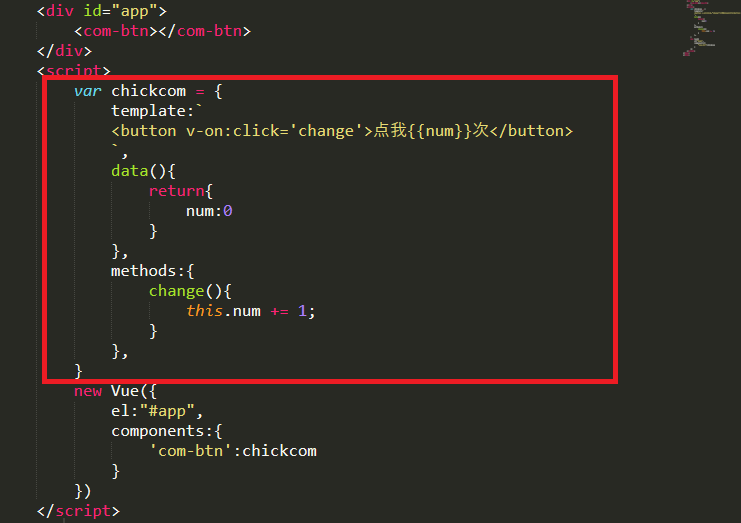 <div id="app">
<com-btn></com-btn>
</div>
<script>
var chickcom = {
template:`
<button v-on:click='change'>点我{{num}}次</button>
`,
data(){
return{
num:0
}
},
methods:{
change(){
this.num += 1;
}
},
}
new Vue({
el:"#app",
components:{
'com-btn':chickcom
}
})
</script>